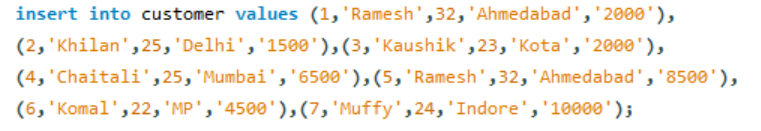 insert into customer values (1,'Ramesh',32,'Ahmedabad','2000'),
(2,'Khilan',25,'Delhi','1500'),(3,'Kaushik',23,'Kota','2000'),
(4,'Chaitali',25,'Mumbai','6500'),(5,'Ramesh',32,'Ahmedabad','8500'),
(6,'Komal',22,'MP','4500'),(7,'Muffy',24,'Indore','10000');